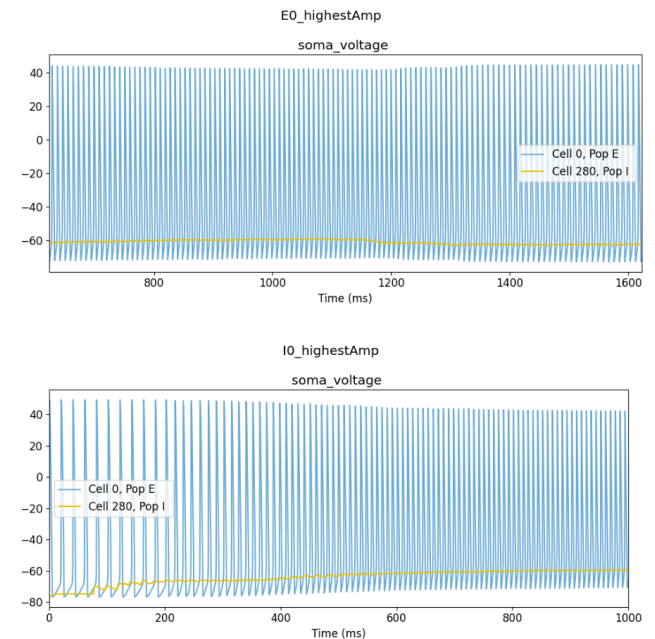 E0_highestAmp
soma_voltage
40
20
0
−20
−40
−60
Cell 0, Pop E
Cell 280, Pop I
800 1000 1200 1400 1600
Time (ms)
I0_highestAmp
soma_voltage
40
20
0
−20
−40
−60
−80
Cell 0, Pop E
Cell 280, Pop I
0 200 400 600 800 1000
Time (ms)